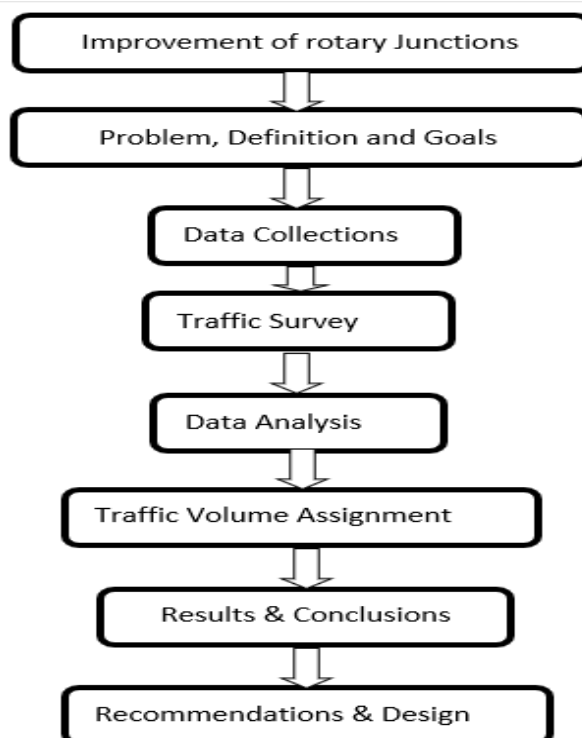 Improvement of rotary Junctions
Problem, Definition and Goals
Data Collections
Traffic Survey
Data Analysis
Traffic Volume Assignment
Results & Conclusions
Recommendations & Design